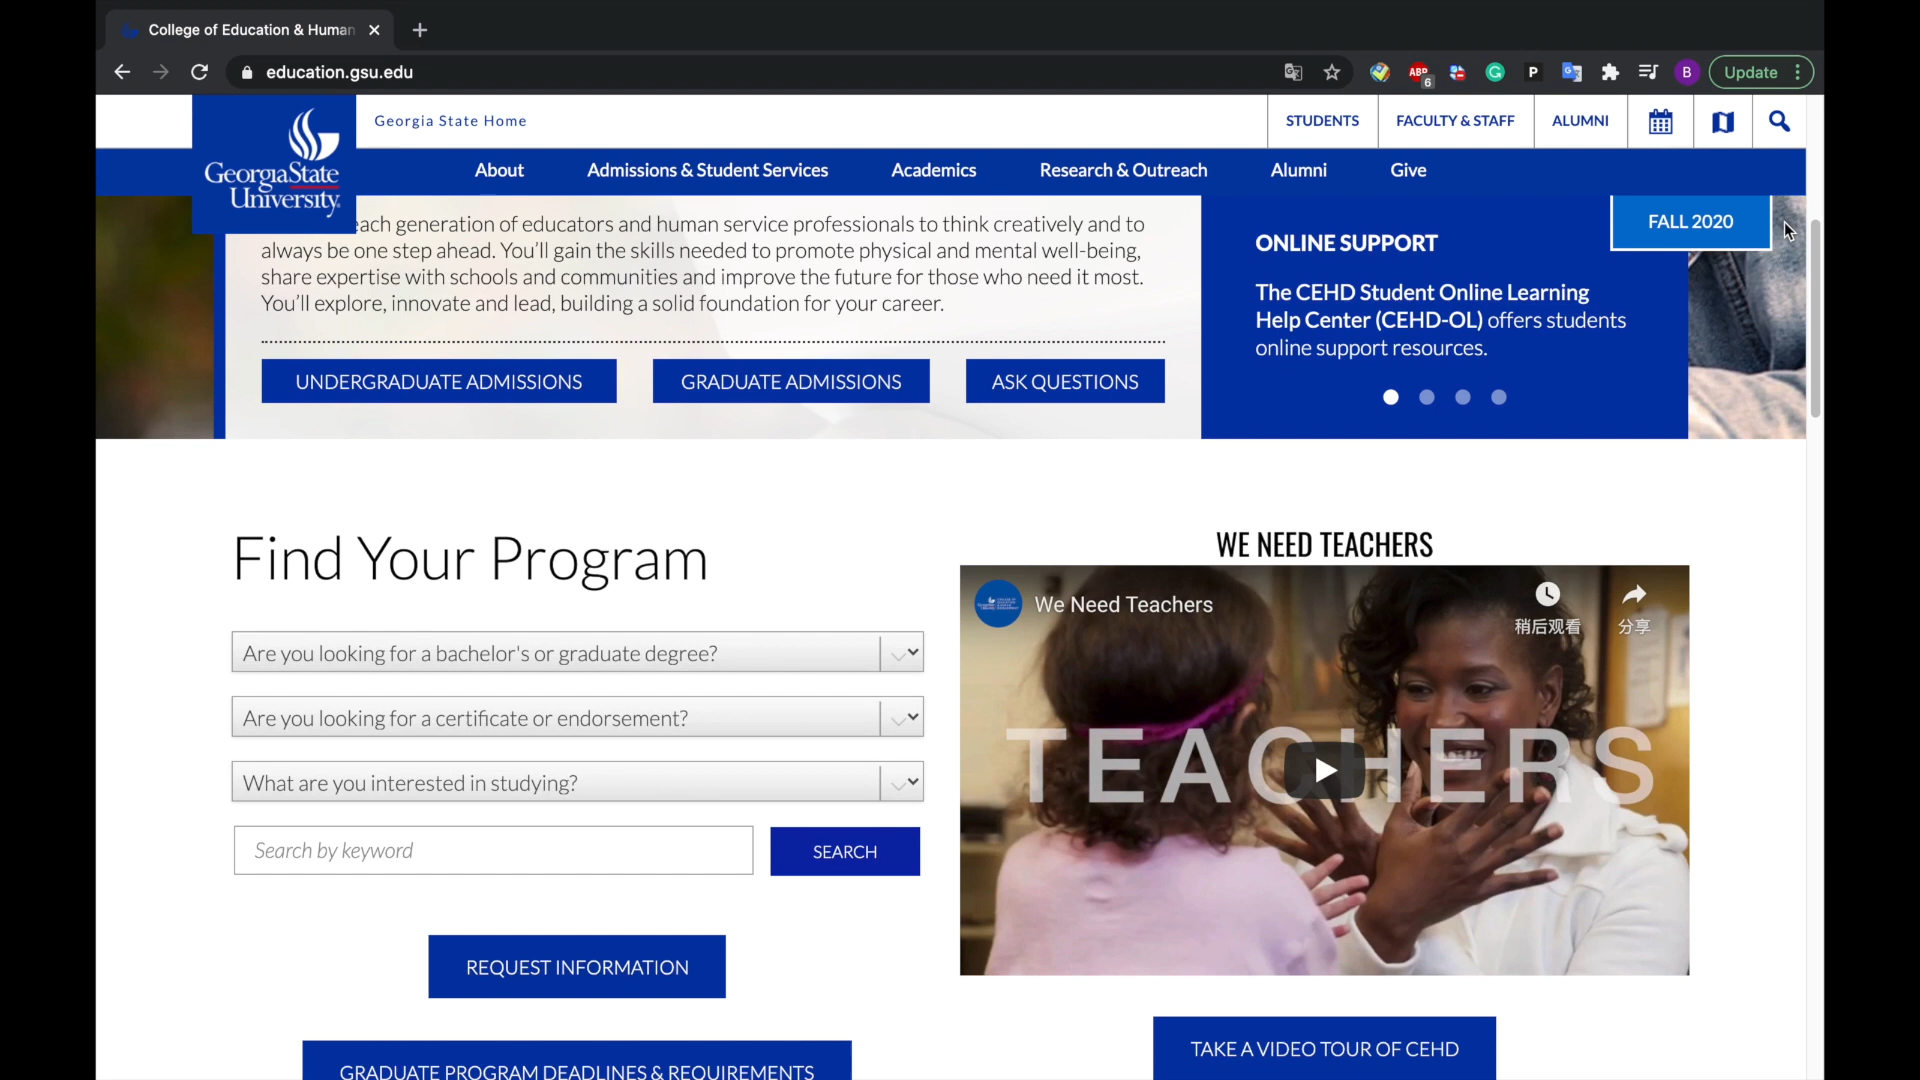 College of Education & Human
education.gsu.edu
ABP
6
G
P
B
Update
Georgia State Home
STUDENTS
FACULTY & STAFF
ALUMNI
GeorgiaState
University
About
Admissions & Student Services
Academics
Research & Outreach
Alumni
Give
each generation of educators and human service professionals to think creatively and to
always be one step ahead. You'll gain the skills needed to promote physical and mental well-being,
share expertise with schools and communities and improve the future for those who need it most.
You'll explore, innovate and lead, building a solid foundation for your career.
UNDERGRADUATE ADMISSIONS
GRADUATE ADMISSIONS
ASK QUESTIONS
FALL 2020
ONLINE SUPPORT
The CEHD Student Online Learning
Help Center (CEHD-OL) offers students
online support resources.
Find Your Program
Are you looking for a bachelor's or graduate degree?
Are you looking for a certificate or endorsement?
What are you interested in studying?
Search by keyword
SEARCH
REQUEST INFORMATION
GRADUATE PROGRAM DEADLINES & REQUIREMENTS
WE NEED TEACHERS
We Need Teachers
稍后观看
分享
TEACHERS
TAKE A VIDEO TOUR OF CEHD